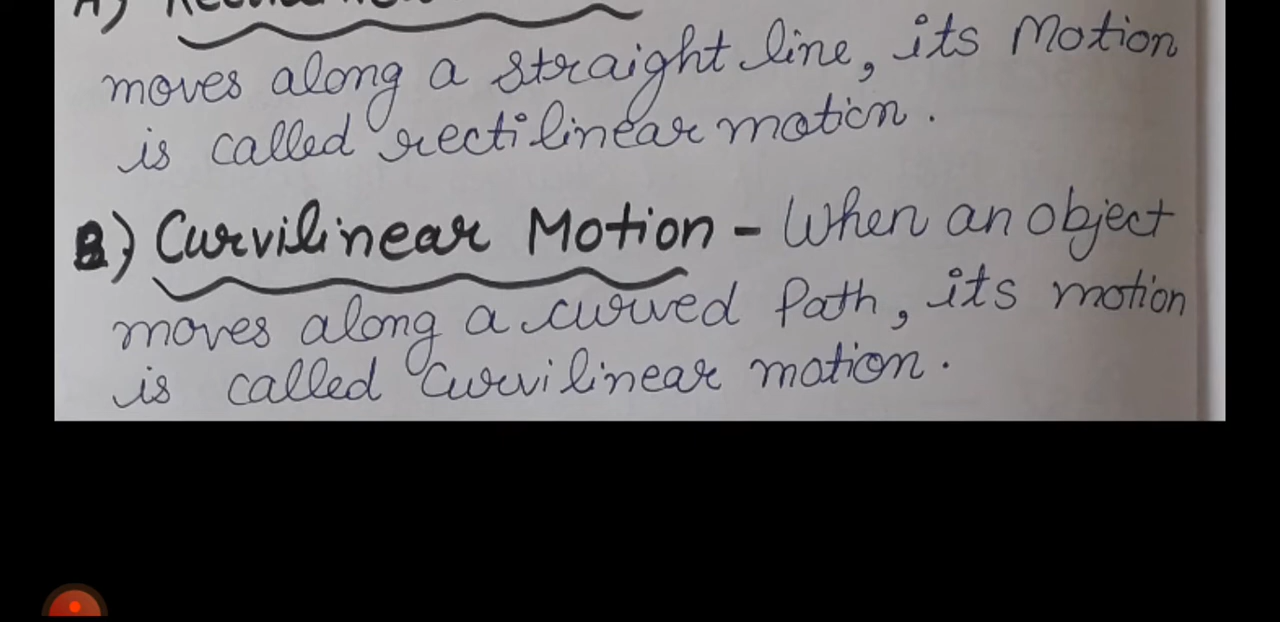 A)
moves along a straight line, its Motion
is called rectilinear motion.
B) Curvilinear Motion - When an object
moves along a curved Path, its motion
is called Curvilinear motion.